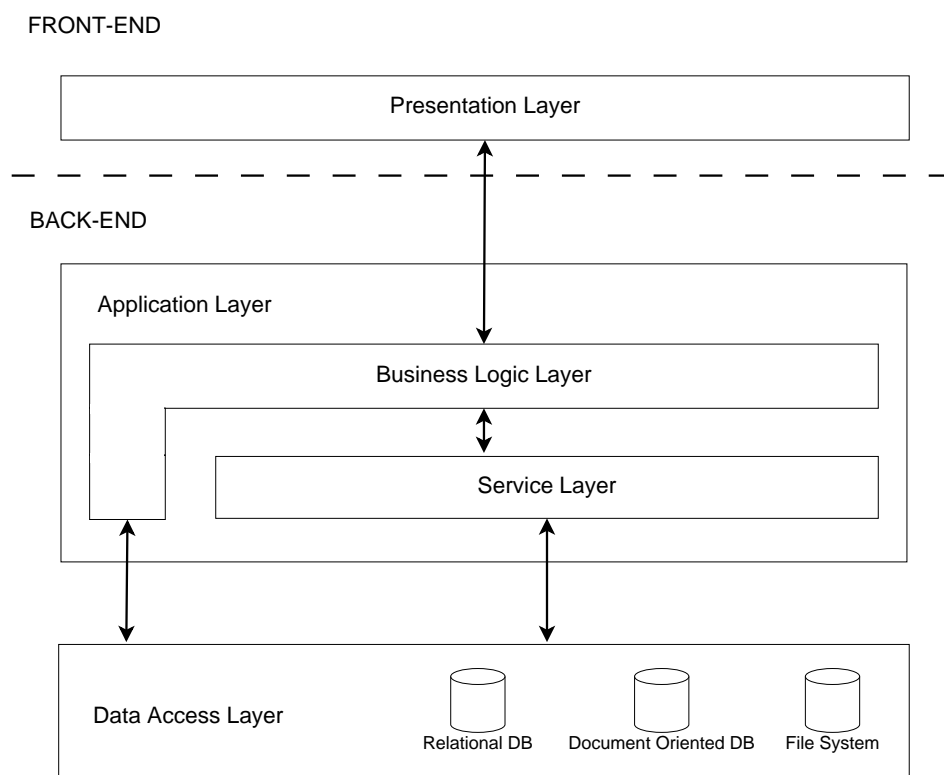 FRONT-END
Presentation Layer
BACK-END
Application Layer
Business Logic Layer
Service Layer
Data Access Layer
Relational DB
Document Oriented DB
File System